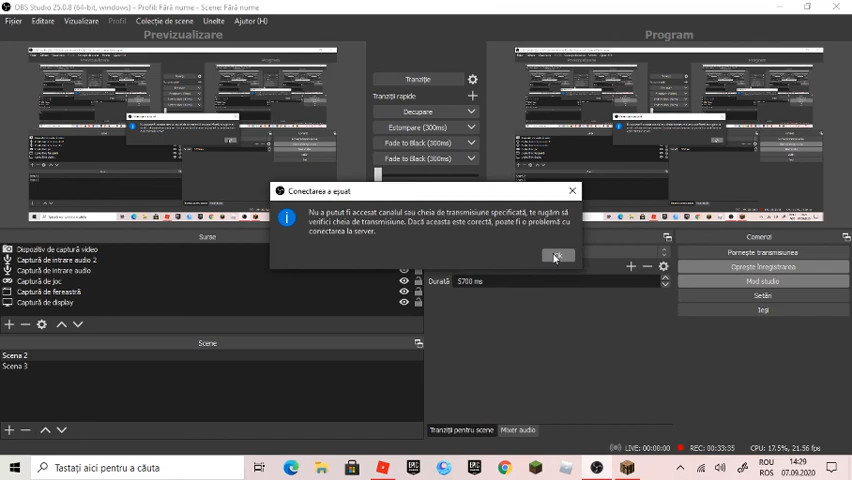 OBS Studio 25.0.8 (64-bit, windows) - Profil: Fără nume - Scene: Fără nume
Fișier Editare Vizualizare Profil Colecție de scene Unelte Ajutor (H)
Previzualizare
Program
Tranziție
Tranziții rapide
Decupare
Estompare (300ms)
Fade to Black (300ms)
Fade to Black (300ms)
Conectarea a eșuat
Nu a putut fi accesat canalul sau cheia de transmisiune specificată, te rugăm să
verifici cheia de transmisiune. Dacă aceasta este corectă, poate fi o problemă cu
conectarea la server.
Surse
Dispozitiv de captură video
Captură de intrare audio 2
Captură de intrare audio
Captură de joc
Captură de fereastră
Captură de display
Scene
Scena 2
Scena 3
Durată 5700 ms
Tranziții pentru scene Mixer audio
Comenzi
Pornește transmisiunea
Oprește înregistrarea
Mod studio
Setări
Ieși
LIVE: 00:00:00 REC: 00:33:35 CPU: 17.5%, 21.56 fps
Tastați aici pentru a căuta
EPIC
EPIC
ROU
ROS
14:29
07.09.2020